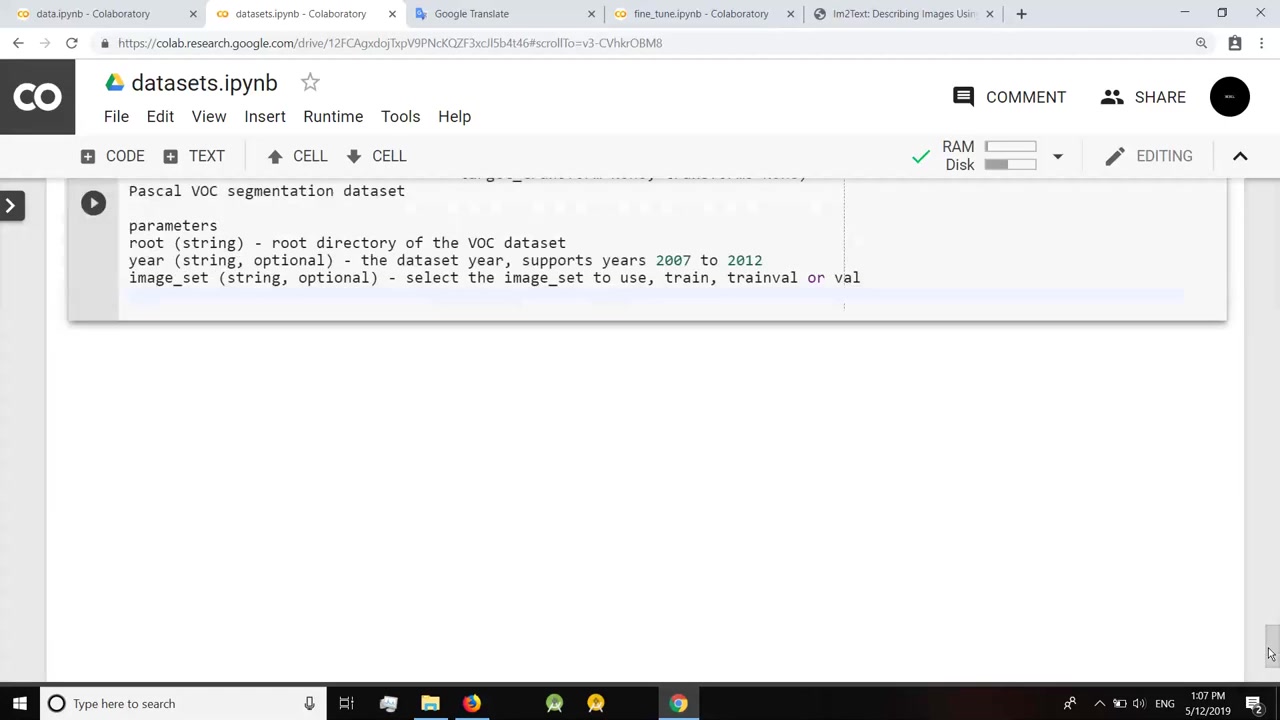 data.ipynb - Colaboratory
datasets.ipynb - Colaboratory
Google Translate
fine_tune.ipynb - Colaboratory
Im2Text: Describing Images Usin
https://colab.research.google.com/drive/12FCAgxdojTxpV9PNcKQZF3xcJl5b4t46#scrollTo=v3-CVhkrOBM8
CO
datasets.ipynb
COMMENT
SHARE
File Edit View Insert Runtime Tools Help
CODE TEXT CELL CELL
RAM
Disk
EDITING
Pascal VOC segmentation dataset
parameters
root (string) - root directory of the VOC dataset
year (string, optional) - the dataset year, supports years 2007 to 2012
image_set (string, optional) - select the image_set to use, train, trainval or val
Type here to search
ENG
1:07 PM
5/12/2019
2